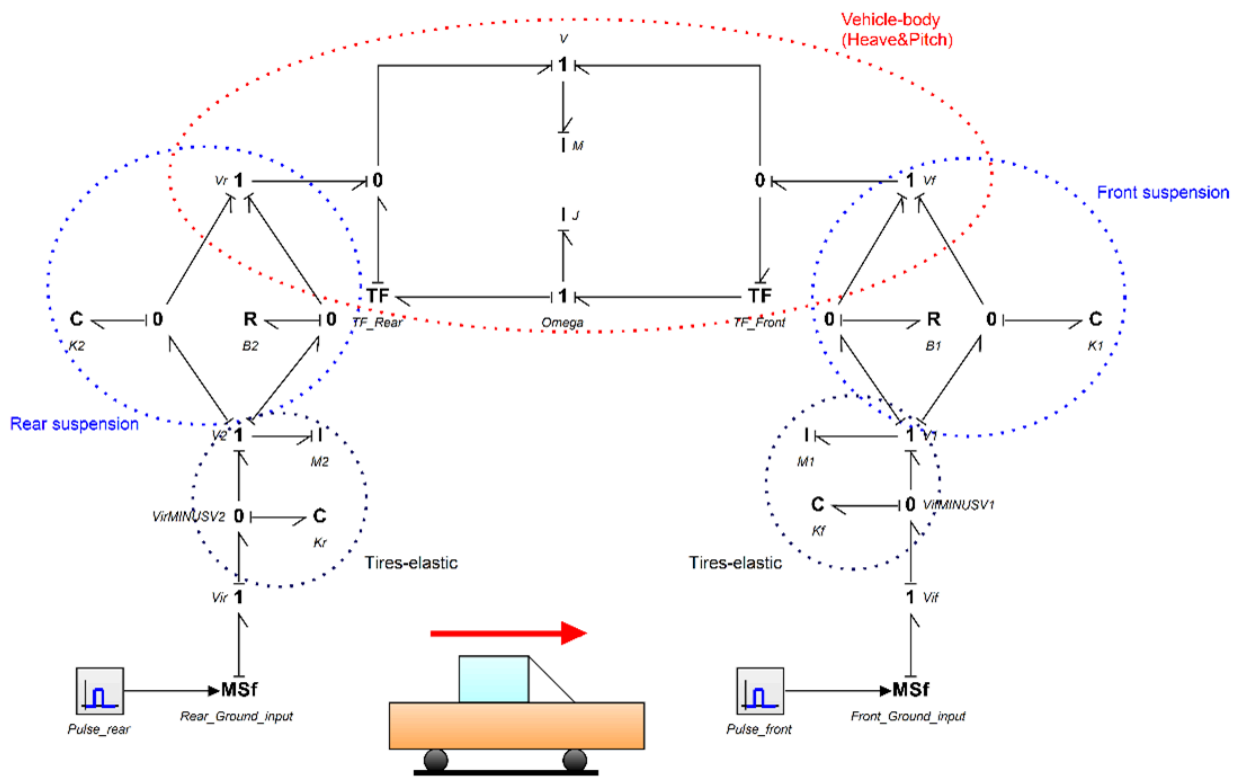 Vehicle-body
(Heave&Pitch)
V
1
I M
Vr 1
0
0
1 Vf
Front suspension
I J
TF
1
TF
TF_Rear
Omega
TF_Front
C
0
R
0
0
R
0
C
K2
B2
B1
K1
Rear suspension
V2 1
I
M2
I
1 V1
M1
VirMINUSV2 0
C
Kr
C
0 VifMINUSV1
Kf
Tires-elastic
Tires-elastic
Vir 1
1 Vif
MSf
MSf
Pulse_rear
Rear_Ground_input
Pulse_front
Front_Ground_input